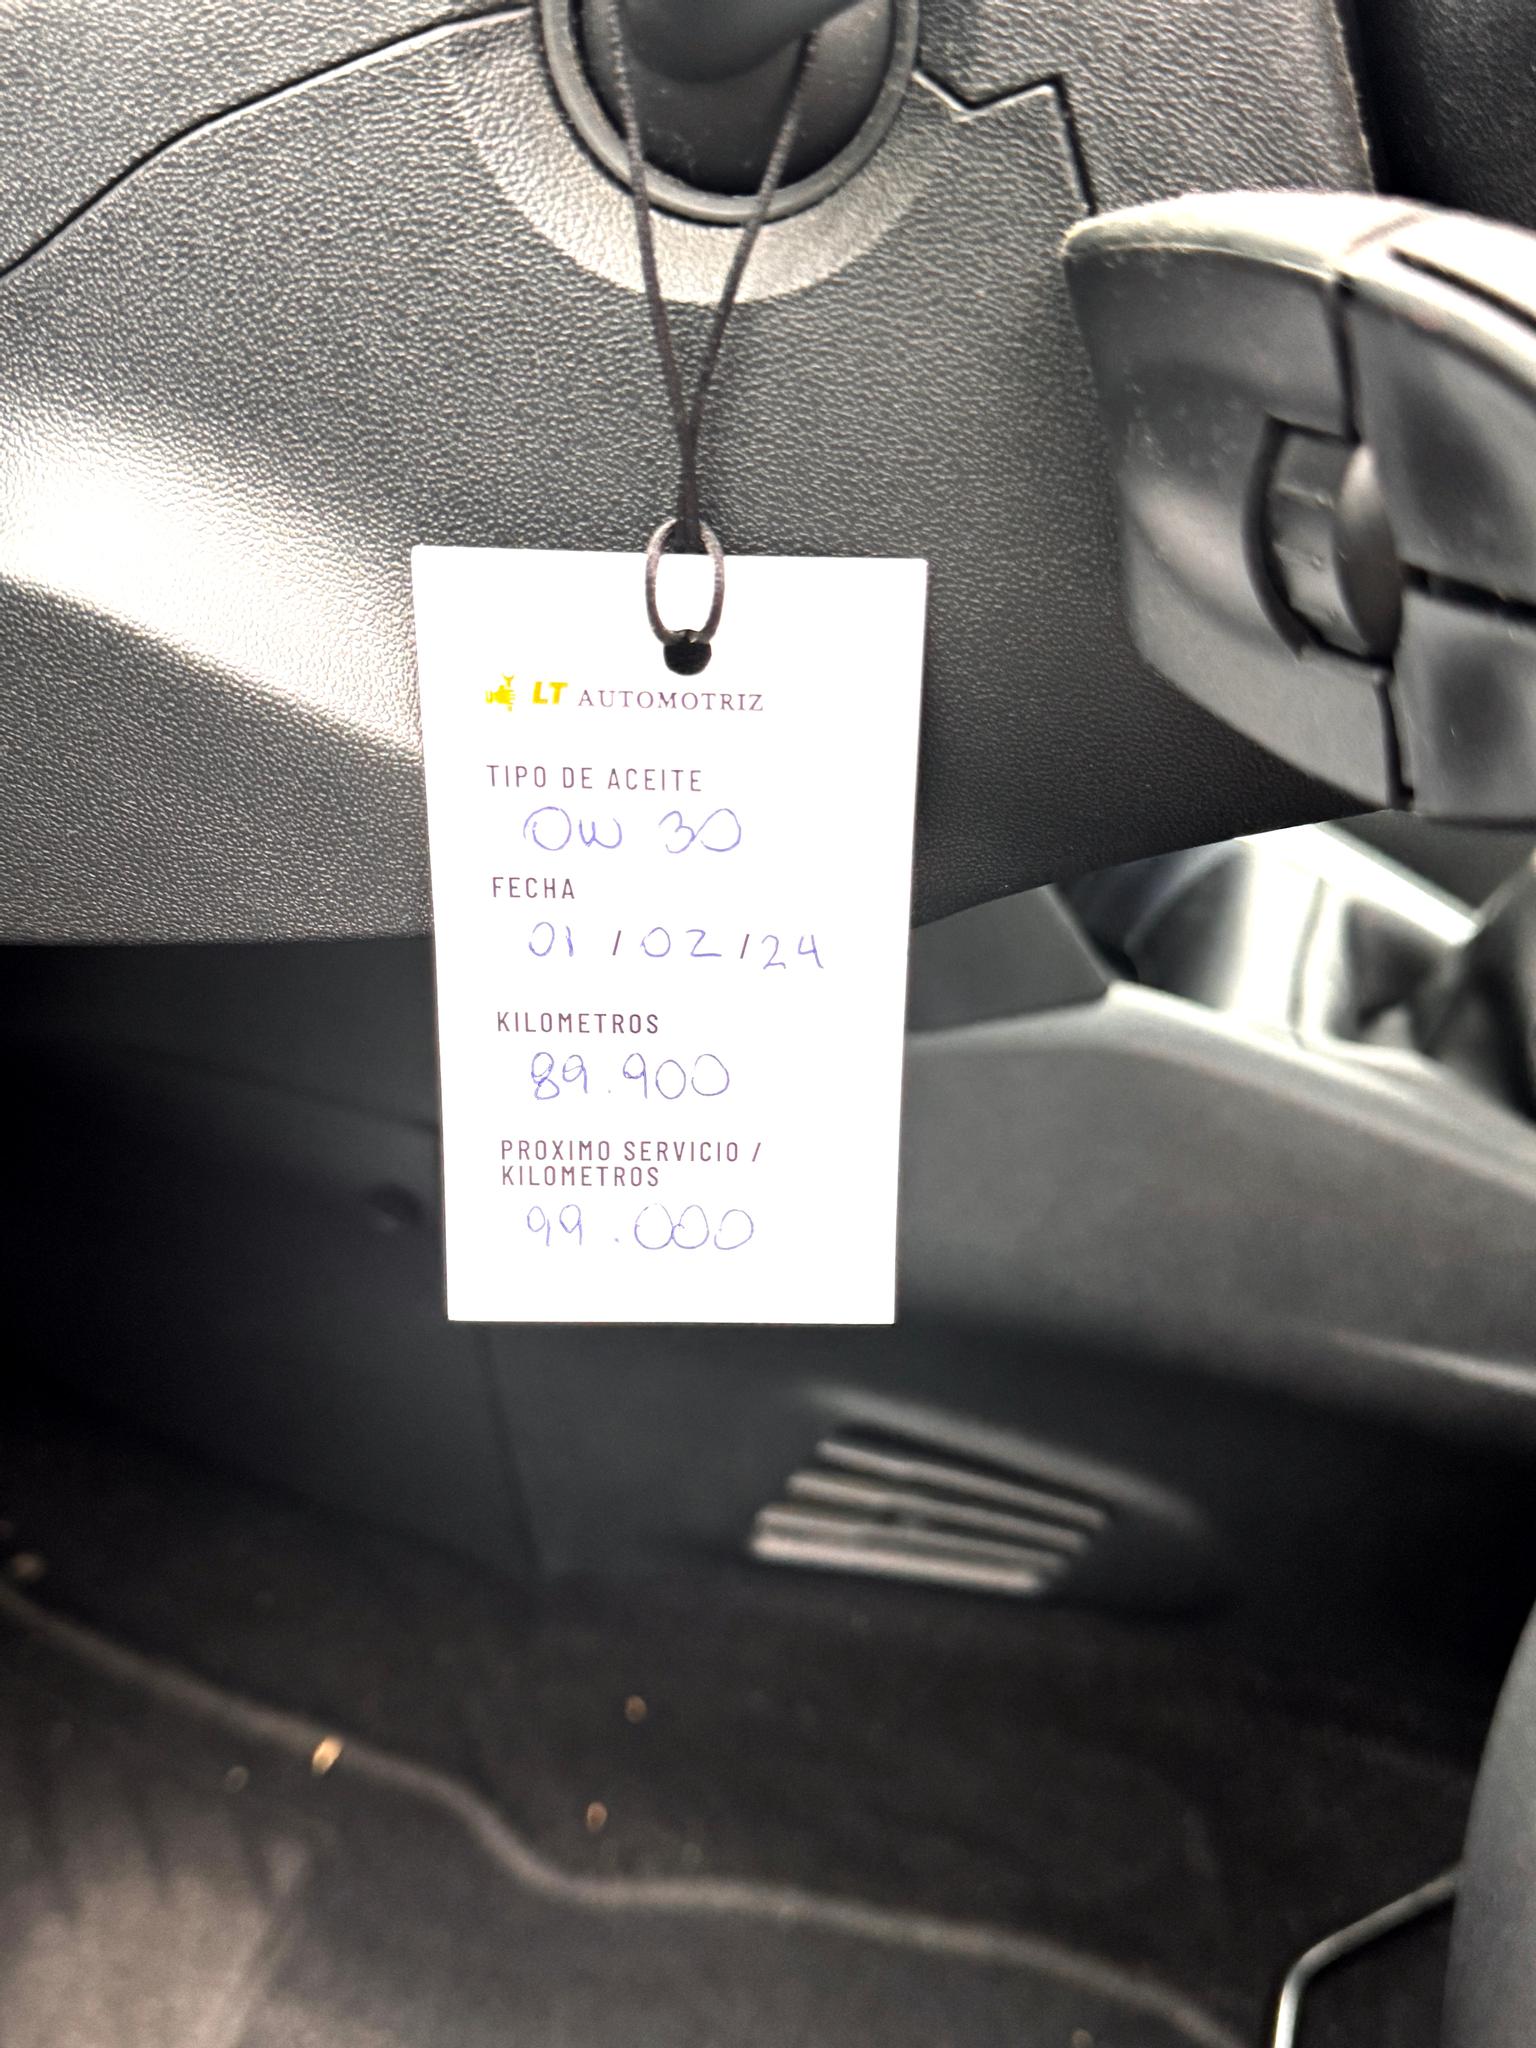 LT AUTOMOTRIZ
TIPO DE ACEITE
0W 30
FECHA
01 / 02 / 24
KILOMETROS
89.900
PROXIMO SERVICIO /
KILOMETROS
99.000